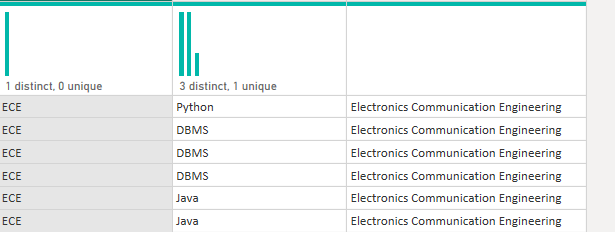 1 distinct, 0 unique 3 distinct, 1 unique
ECE Python Electronics Communication Engineering
ECE DBMS Electronics Communication Engineering
ECE DBMS Electronics Communication Engineering
ECE DBMS Electronics Communication Engineering
ECE Java Electronics Communication Engineering
ECE Java Electronics Communication Engineering